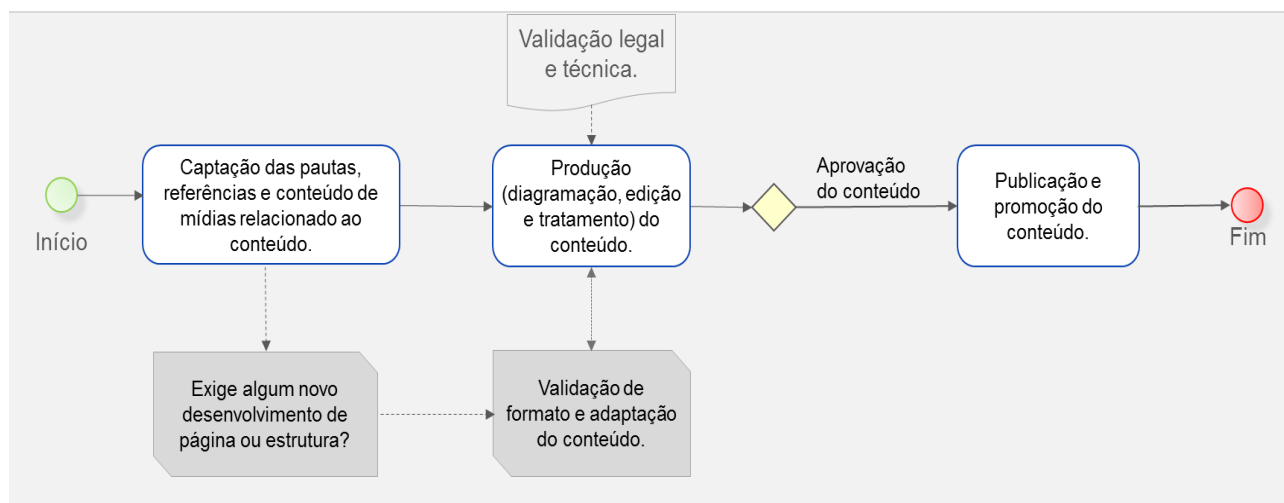 Validação legal
e técnica.
Captação das pautas,
referências e conteúdo de
mídias relacionado ao
conteúdo.
Produção
(diagramação, edição
e tratamento) do
conteúdo.
Aprovação
do conteúdo
Publicação e
promoção do
conteúdo.
Início
Fim
Exige algum novo
desenvolvimento de
página ou estrutura?
Validação de
formato e adaptação
do conteúdo.